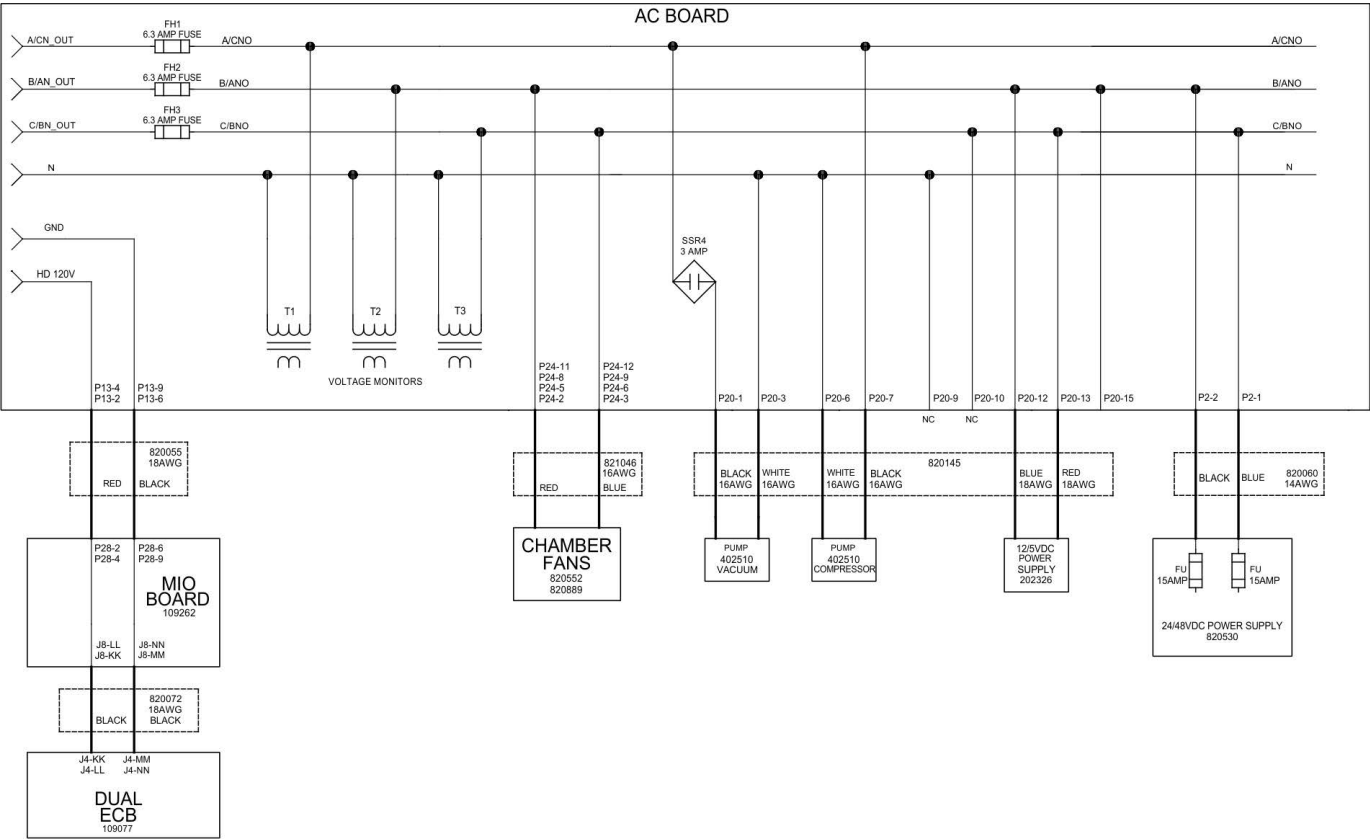 AC BOARD
FH1
6.3 AMP FUSE
A/CN_OUT
A/CNO
A/CNO
FH2
6.3 AMP FUSE
B/AN_OUT
B/ANO
B/ANO
FH3
6.3 AMP FUSE
C/BN_OUT
C/BNO
C/BNO
N
N
GND
HD 120V
SSR4
3 AMP
T1
T2
T3
VOLTAGE MONITORS
P13-4
P13-2
P13-9
P13-6
P24-11
P24-8
P24-5
P24-2
P24-12
P24-9
P24-6
P24-3
P20-1
P20-3
P20-6
P20-7
P20-9
P20-10
P20-12
P20-13
P20-15
P2-2
P2-1
NC
NC
820055
18AWG
RED
BLACK
821046
16AWG
RED
BLUE
820145
BLACK
16AWG
WHITE
16AWG
WHITE
16AWG
BLACK
16AWG
BLUE
18AWG
RED
18AWG
BLACK
BLUE
820060
14AWG
P28-2
P28-4
P28-6
P28-9
MIO
BOARD
109262
J8-LL
J8-KK
J8-NN
J8-MM
CHAMBER
FANS
820552
820889
PUMP
402510
VACUUM
PUMP
402510
COMPRESSOR
12/5VDC
POWER
SUPPLY
202326
FU
15AMP
FU
15AMP
24/48VDC POWER SUPPLY
820530
820072
18AWG
BLACK
BLACK
J4-KK
J4-LL
J4-MM
J4-NN
DUAL
ECB
109077